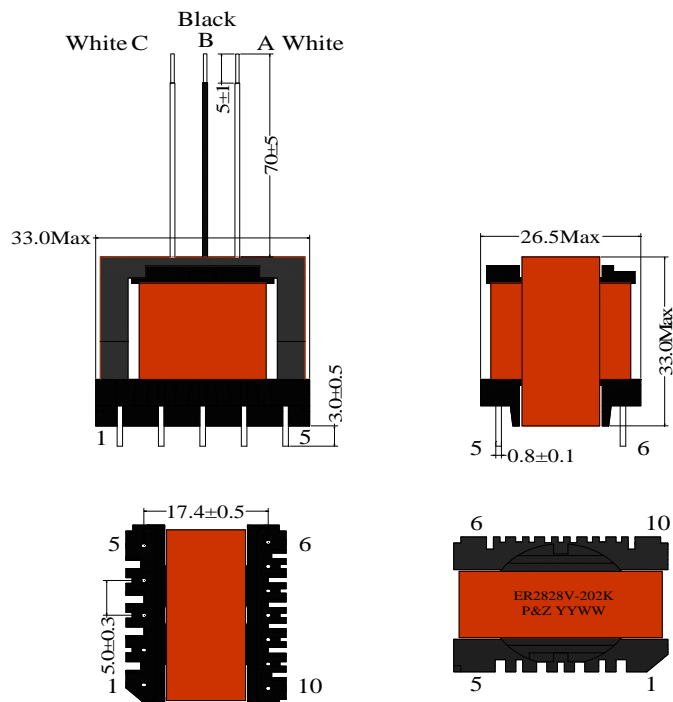 Black
White C B A White
5±1
70±5
33.0Max
3.0±0.5
1 5
26.5Max
33.0Max
5 6
0.8±0.1
17.4±0.5
5 6
5.0±0.3
1 10
6 10
ER2828V-202K
P&Z YYWW
5 1